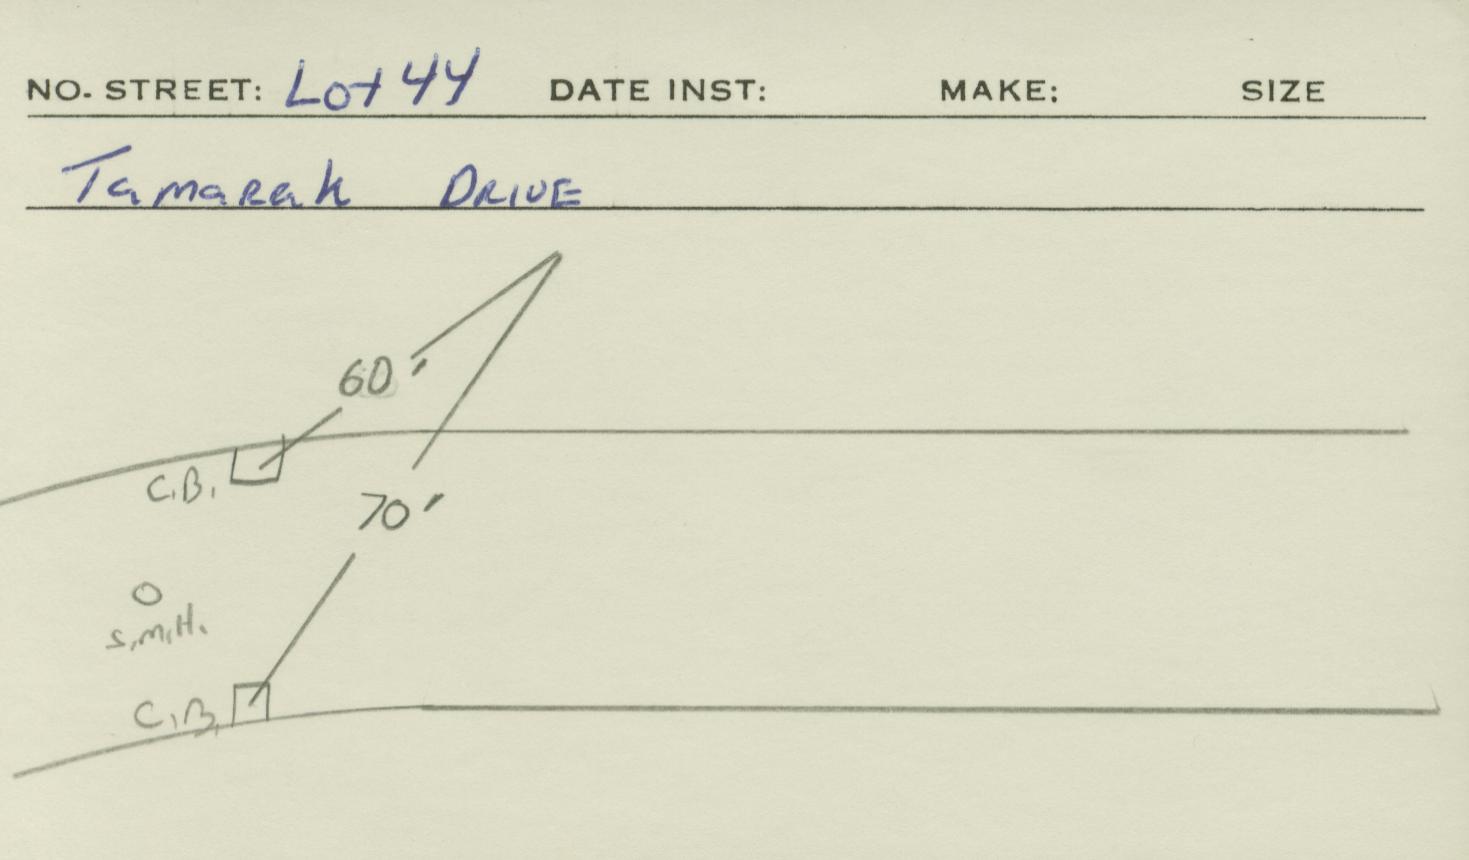 NO. STREET: Lot 44 DATE INST: MAKE: SIZE
Tamarak DRIVE
60'
C.B.
70'
S.M.H.
C.B.